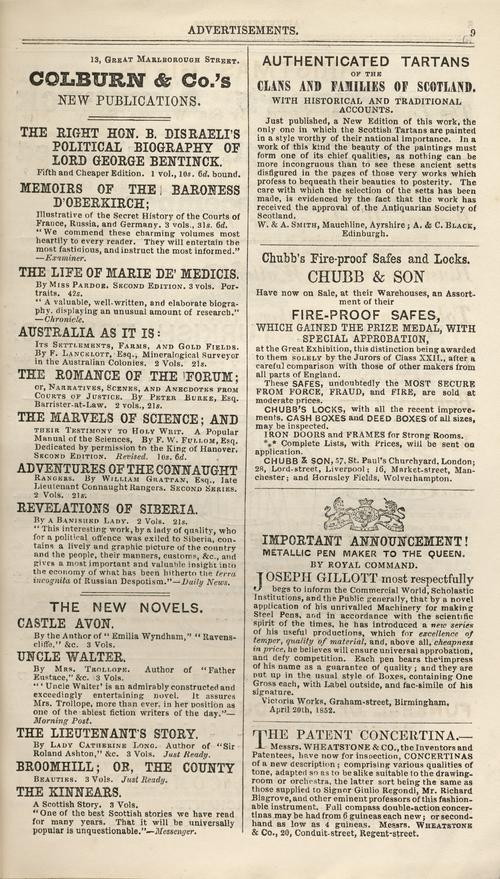 ADVERTISEMENTS.
9
13, GREAT MARLBOROUGH STREET.
COLBURN & Co.'s
NEW PUBLICATIONS.
THE RIGHT HON. B. DISRAELI'S
POLITICAL BIOGRAPHY OF
LORD GEORGE BENTINCK.
Fifth and Cheaper Edition. 1 vol., 10s. 6d. bound.
MEMOIRS OF THE BARONESS
D'OBERKIRCH;
Illustrative of the Secret History of the Courts of
France, Russia, and Germany. 3 vols., 31s. 6d.
"We commend these charming volumes most
heartily to every reader. They will entertain the
most fastidious, and instruct the most informed."
—Examiner.
THE LIFE OF MARIE DE' MEDICIS.
By MISS PARDOE. SECOND EDITION. 3 vols. Por-
traits. 42s.
"A valuable, well-written, and elaborate biogra-
phy, displaying an unusual amount of research."
—Chronicle.
AUSTRALIA AS IT IS:
ITS SETTLEMENTS, FARMS, AND GOLD FIELDS.
By F. LANCELOTT, Esq., Mineralogical Surveyor
in the Australian Colonies. 2 Vols. 21s.
THE ROMANCE OF THE FORUM;
or, NARRATIVES, SCENES, AND ANECDOTES FROM
COURTS OF JUSTICE. By PETER BURKE, Esq.
Barrister-at-Law. 2 vols., 21s.
THE MARVELS OF SCIENCE; AND
THEIR TESTIMONY TO HOLY WRIT. A Popular
Manual of the Sciences, By F. W. FULLOM, Esq.
Dedicated by permission to the King of Hanover.
SECOND EDITION. Revised. 10s. 6d.
ADVENTURES OF THE CONNAUGHT
RANGERS. By WILLIAM GRATTAN, Esq., late
Lieutenant Connaught Rangers. SECOND SERIES.
2 Vols. 21s.
REVELATIONS OF SIBERIA.
By A BANISHED LADY. 2 Vols. 21s.
"This interesting work, by a lady of quality, who
for a political offence was exiled to Siberia, con-
tains a lively and graphic picture of the country
and the people, their manners, customs, &c., and
gives a most important and valuable insight into
the economy of what has been hitherto the terra
incognita of Russian Despotism."—Daily News.
THE NEW NOVELS.
CASTLE AVON.
By the Author of "Emilia Wyndham," "Ravens-
cliffe," &c. 3 Vols.
UNCLE WALTER.
By MRS. TROLLOPE. Author of "Father
Eustace," &c. 3 Vols.
"'Uncle Walter' is an admirably constructed and
exceedingly entertaining novel. It assures
Mrs. Trollope, more than ever, in her position as
one of the ablest fiction writers of the day."—
Morning Post.
THE LIEUTENANT'S STORY.
By LADY CATHERINE LONG. Author of "Sir
Roland Ashton," &c. 3 Vols. Just Ready.
BROOMHILL; OR, THE COUNTY
BEAUTIES. 3 Vols. Just Ready.
THE KINNEARS.
A Scottish Story. 3 Vols.
"One of the best Scottish stories we have read
for many years. That it will be universally
popular is unquestionable."—Messenger.
AUTHENTICATED TARTANS
OF THE
CLANS AND FAMILIES OF SCOTLAND.
WITH HISTORICAL AND TRADITIONAL
ACCOUNTS.
Just published, a New Edition of this work, the
only one in which the Scottish Tartans are painted
in a style worthy of their national importance. In a
work of this kind the beauty of the paintings must
form one of its chief qualities, as nothing can be
more incongruous than to see these ancient setts
disfigured in the pages of those very works which
profess to bequeath their beauties to posterity. The
care with which the selection of the setts has been
made, is evidenced by the fact that the work has
received the approval of the Antiquarian Society of
Scotland.
W. & A. SMITH, Mauchline, Ayrshire; A. & C. BLACK,
Edinburgh.
Chubb's Fire-proof Safes and Locks.
CHUBB & SON
Have now on Sale, at their Warehouses, an Assort-
ment of their
FIRE-PROOF SAFES,
WHICH GAINED THE PRIZE MEDAL, WITH
SPECIAL APPROBATION,
at the Great Exhibition, this distinction being awarded
to them SOLELY by the Jurors of Class XXII., after a
careful comparison with those of other makers from
all parts of England.
These SAFES, undoubtedly the MOST SECURE
FROM FORCE, FRAUD, and FIRE, are sold at
moderate prices.
CHUBB'S LOCKS, with all the recent improve-
ments. CASH BOXES and DEED BOXES of all sizes,
may be inspected.
IRON DOORS and FRAMES for Strong Rooms.
*** Complete Lists, with Prices, will be sent on
application.
CHUBB & SON, 57, St. Paul's Churchyard, London;
28, Lord-street, Liverpool; 16, Market-street, Man-
chester; and Horseley Fields, Wolverhampton.
IMPORTANT ANNOUNCEMENT!
METALLIC PEN MAKER TO THE QUEEN.
BY ROYAL COMMAND.
JOSEPH GILLOTT most respectfully
begs to inform the Commercial World, Scholastic
Institutions, and the Public generally, that by a novel
application of his unrivalled Machinery for making
Steel Pens, and in accordance with the scientific
spirit of the times, he has introduced a new series
of his useful productions, which for excellence of
temper, quality of material, and, above all, cheapness
in price, he believes will ensure universal approbation,
and defy competition. Each pen bears the impress
of his name as a guarantee of quality; and they are
put up in the usual style of Boxes, containing One
Gross each, with Label outside, and fac-simile of his
signature.
Victoria Works, Graham-street, Birmingham,
April 20th, 1852.
THE PATENT CONCERTINA.—
Messrs. WHEATSTONE & CO., the Inventors and
Patentees, have now for inspection, CONCERTINAS
of a new description; comprising various qualities of
tone, adapted so as to be alike suitable to the drawing-
room or orchestra, the latter sort being the same as
those supplied to Signor Giulio Regondi, Mr. Richard
Blagrove, and other eminent professors of this fashion-
able instrument. Full compass double-action concer-
tinas may be had from 6 guineas each new; or second-
hand as low as 4 guineas. Messrs. WHEATSTONE
& Co., 20, Conduit-street, Regent-street.